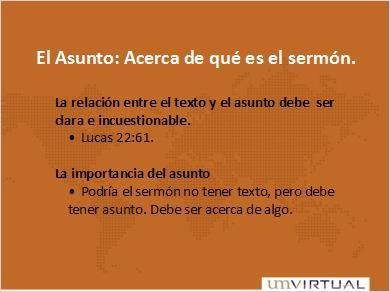 El Asunto: Acerca de qué es el sermón.
La relación entre el texto y el asunto debe ser
clara e incuestionable.
• Lucas 22:61.
La importancia del asunto
• Podría el sermón no tener texto, pero debe
tener asunto. Debe ser acerca de algo.
umVIRTUAL